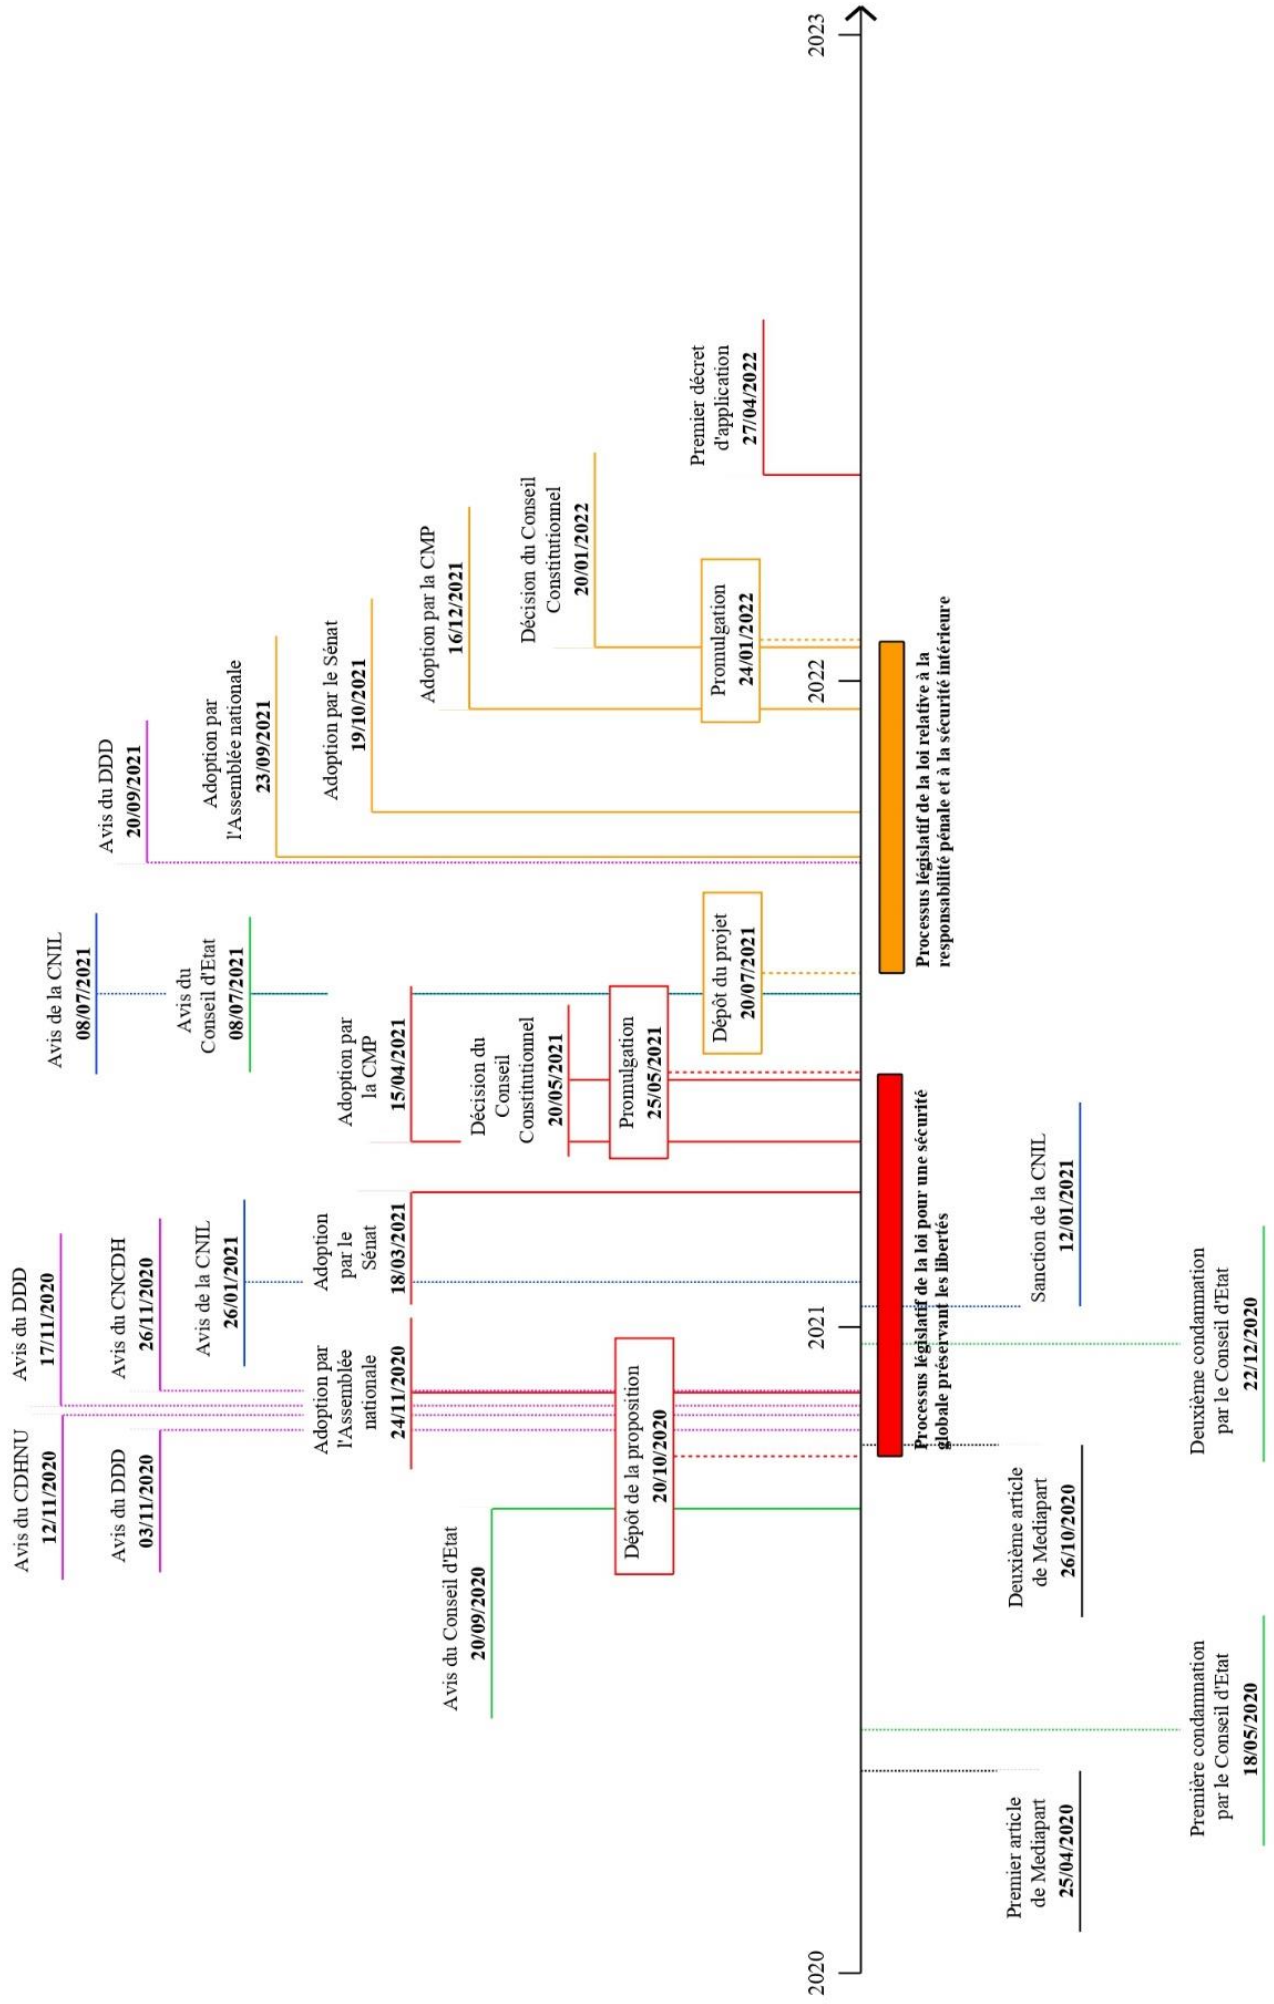 Avis du CDHNU
12/11/2020
Avis du DDD
17/11/2020
Avis du DDD
03/11/2020
Avis du CNCDH
26/11/2020
Avis de la CNIL
26/01/2021
Avis de la CNIL
08/07/2021
Avis du
Conseil d'Etat
08/07/2021
Avis du DDD
20/09/2021
Adoption par
l'Assemblée nationale
23/09/2021
Adoption par le Sénat
19/10/2021
Adoption par la CMP
16/12/2021
Décision du Conseil
Constitutionnel
20/01/2022
Adoption par
l'Assemblée
nationale
24/11/2020
Adoption
par le
Sénat
18/03/2021
Adoption par
la CMP
15/04/2021
Avis du Conseil d'Etat
20/09/2020
Décision du
Conseil
Constitutionnel
20/05/2021
Dépôt de la proposition
20/10/2020
Promulgation
25/05/2021
Dépôt du projet
20/07/2021
Promulgation
24/01/2022
Premier décret
d'application
27/04/2022
2020
2021
2022
2023
Processus législatif de la loi pour une sécurité
globale préservant les libertés
Processus législatif de la loi relative à la
responsabilité pénale et à la sécurité intérieure
Premier article
de Mediapart
25/04/2020
Deuxième article
de Mediapart
26/10/2020
Sanction de la CNIL
12/01/2021
Première condamnation
par le Conseil d'Etat
18/05/2020
Deuxième condamnation
par le Conseil d'Etat
22/12/2020